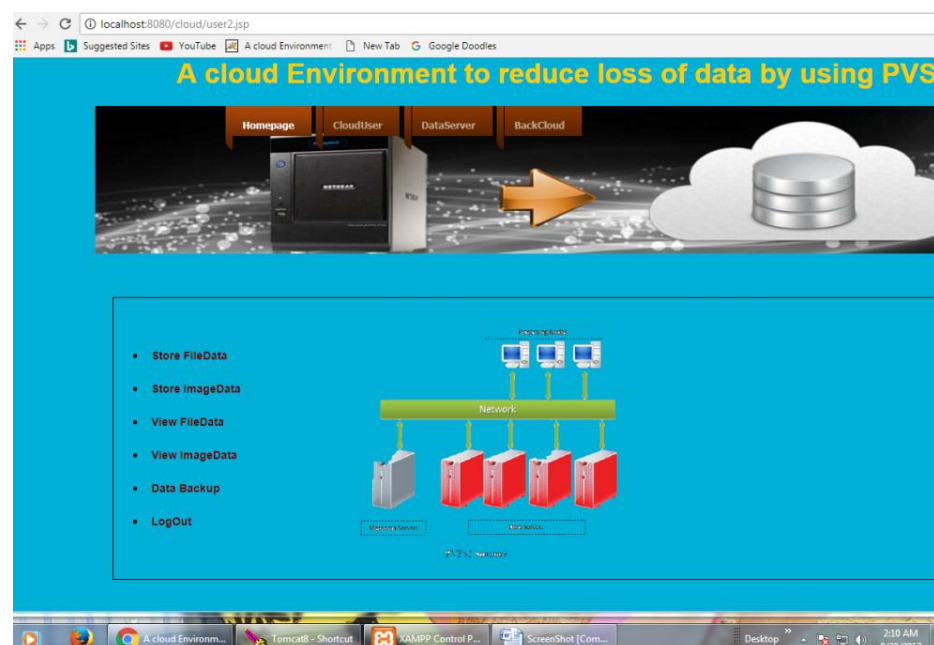 localhost:8080/cloud/user2.jsp
Apps Suggested Sites YouTube A cloud Environment New Tab Google Doodles
A cloud Environment to reduce loss of data by using PVS
Homepage CloudUser DataServer BackCloud
NETGEAR
Store FileData
Store ImageData
Network
View FileData
View ImageData
Data Backup
LogOut
A cloud Environm... Tomcat8 - Shortcut XAMPP Control P... ScreenShot [Com... Desktop 2:10 AM